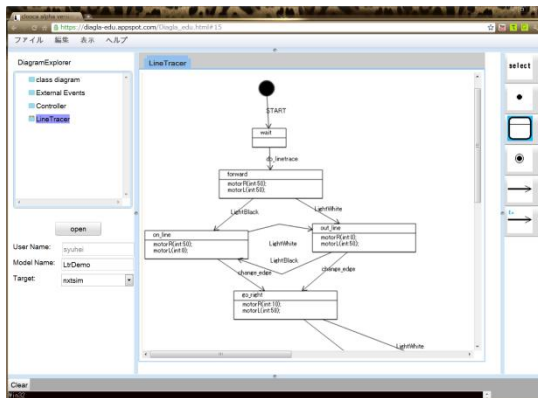 https://diagla-edu.appspot.com/Diagla_edu.html#15
ファイル 編集 表示 ヘルプ
DiagramExplorer
class diagram
External Events
Controller
LineTracer
open
User Name: syuhei
Model Name: LtrDemo
Target: nxtsim
LineTracer
START
wait
do_linetrace
forward
motorR(int:50);
motorL(int:50);
LightBlack
LightWhite
on_line
motorR(int:50);
motorL(int:0);
out_line
motorR(int:0);
motorL(int:50);
LightWhite
LightBlack
change_edge
change_edge
go_right
motorR(int:10);
motorL(int:50);
LightWhite
select
Clear